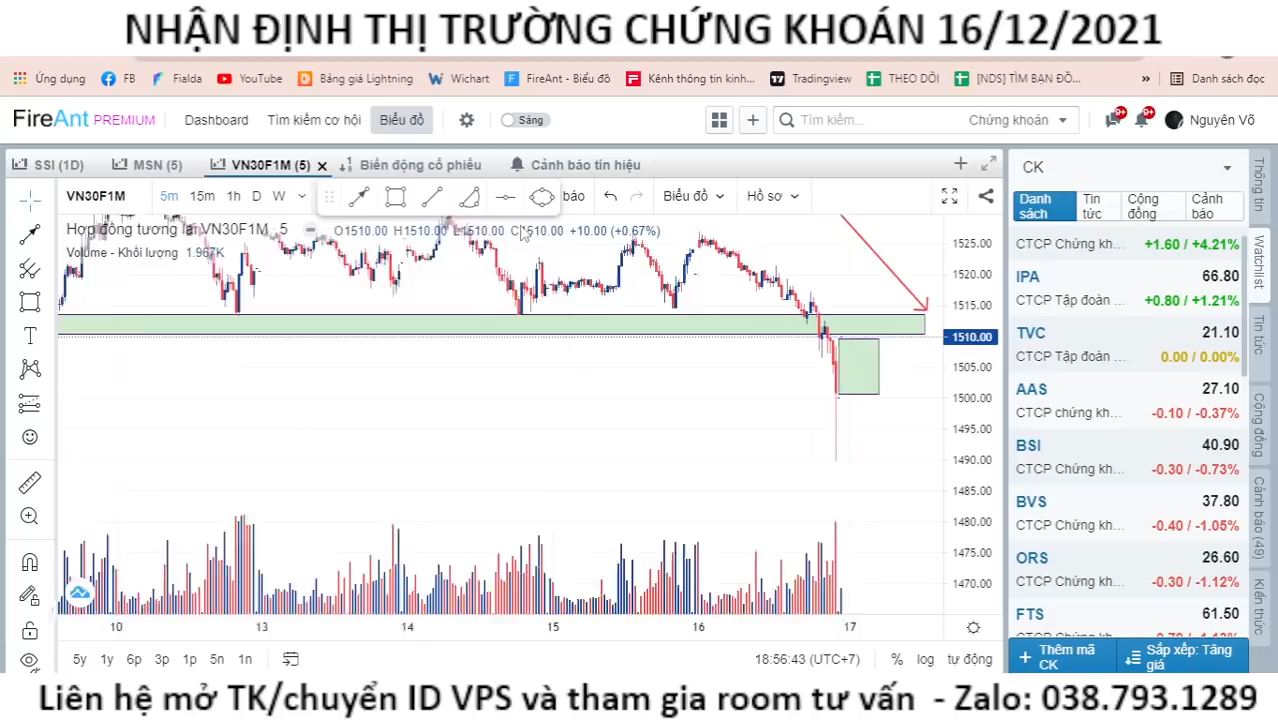 NHẬN ĐỊNH THỊ TRƯỜNG CHỨNG KHOÁN 16/12/2021
Ứng dụng FB Fialda YouTube Bảng giá Lightning Wichart FireAnt - Biểu đồ Kênh thông tin kinh... Tradingview THEO DÕI [NDS] TÌM BẠN ĐỒ... » Danh sách đọc
FireAnt PREMIUM Dashboard Tìm kiếm cơ hội Biểu đồ Sáng Tìm kiếm... Chứng khoán 9+ 9+ Nguyên Võ
SSI (1D) MSN (5) VN30F1M (5) Biến động cổ phiếu Cảnh báo tín hiệu
VN30F1M 5m 15m 1h D W báo Biểu đồ Hồ sơ
Hợp đồng tương lai VN30F1M 5 O1510.00 H1510.00 L1510.00 C1510.00 +10.00 (+0.67%)
Volume - Khối lượng 1.967K
1525.00
1520.00
1515.00
1510.00
1505.00
1500.00
1495.00
1490.00
1485.00
1480.00
1475.00
1470.00
10 13 14 15 16 17
5y 1y 6p 3p 1p 5n 1n 18:56:43 (UTC+7) % log tự động
CK
Danh sách
Tin tức
Cộng đồng
Cảnh báo
CTCP Chứng kh... +1.60 / +4.21%
IPA 66.80
CTCP Tập đoàn ... +0.80 / +1.21%
TVC 21.10
CTCP Tập đoàn ... 0.00 / 0.00%
AAS 27.10
CTCP chứng kh... -0.10 / -0.37%
BSI 40.90
CTCP Chứng kh... -0.30 / -0.73%
BVS 37.80
CTCP Chứng kh... -0.40 / -1.05%
ORS 26.60
CTCP Chứng kh... -0.30 / -1.12%
FTS 61.50
Thêm mã CK
Sắp xếp: Tăng giá
Thông tin
Watchlist
Tin tức
Cộng đồng
Cảnh báo (49)
Kiến thức
Liên hệ mở TK/chuyển ID VPS và tham gia room tư vấn - Zalo: 038.793.1289